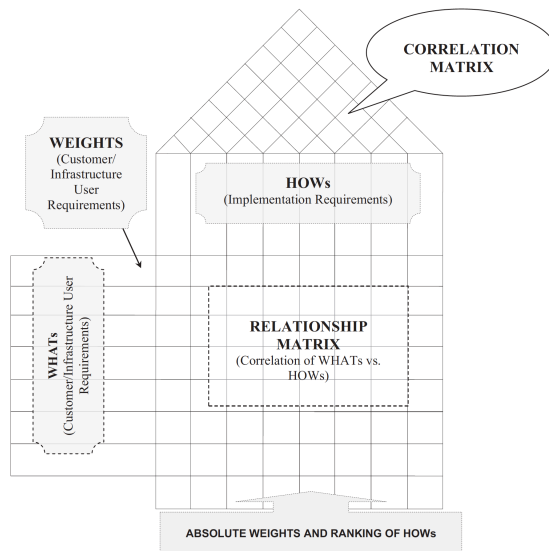 CORRELATION
MATRIX
WEIGHTS
(Customer/
Infrastructure
User
Requirements)
HOWs
(Implementation Requirements)
WHATs
(Customer/Infrastructure User
Requirements)
RELATIONSHIP
MATRIX
(Correlation of WHATs vs.
HOWs)
ABSOLUTE WEIGHTS AND RANKING OF HOWs